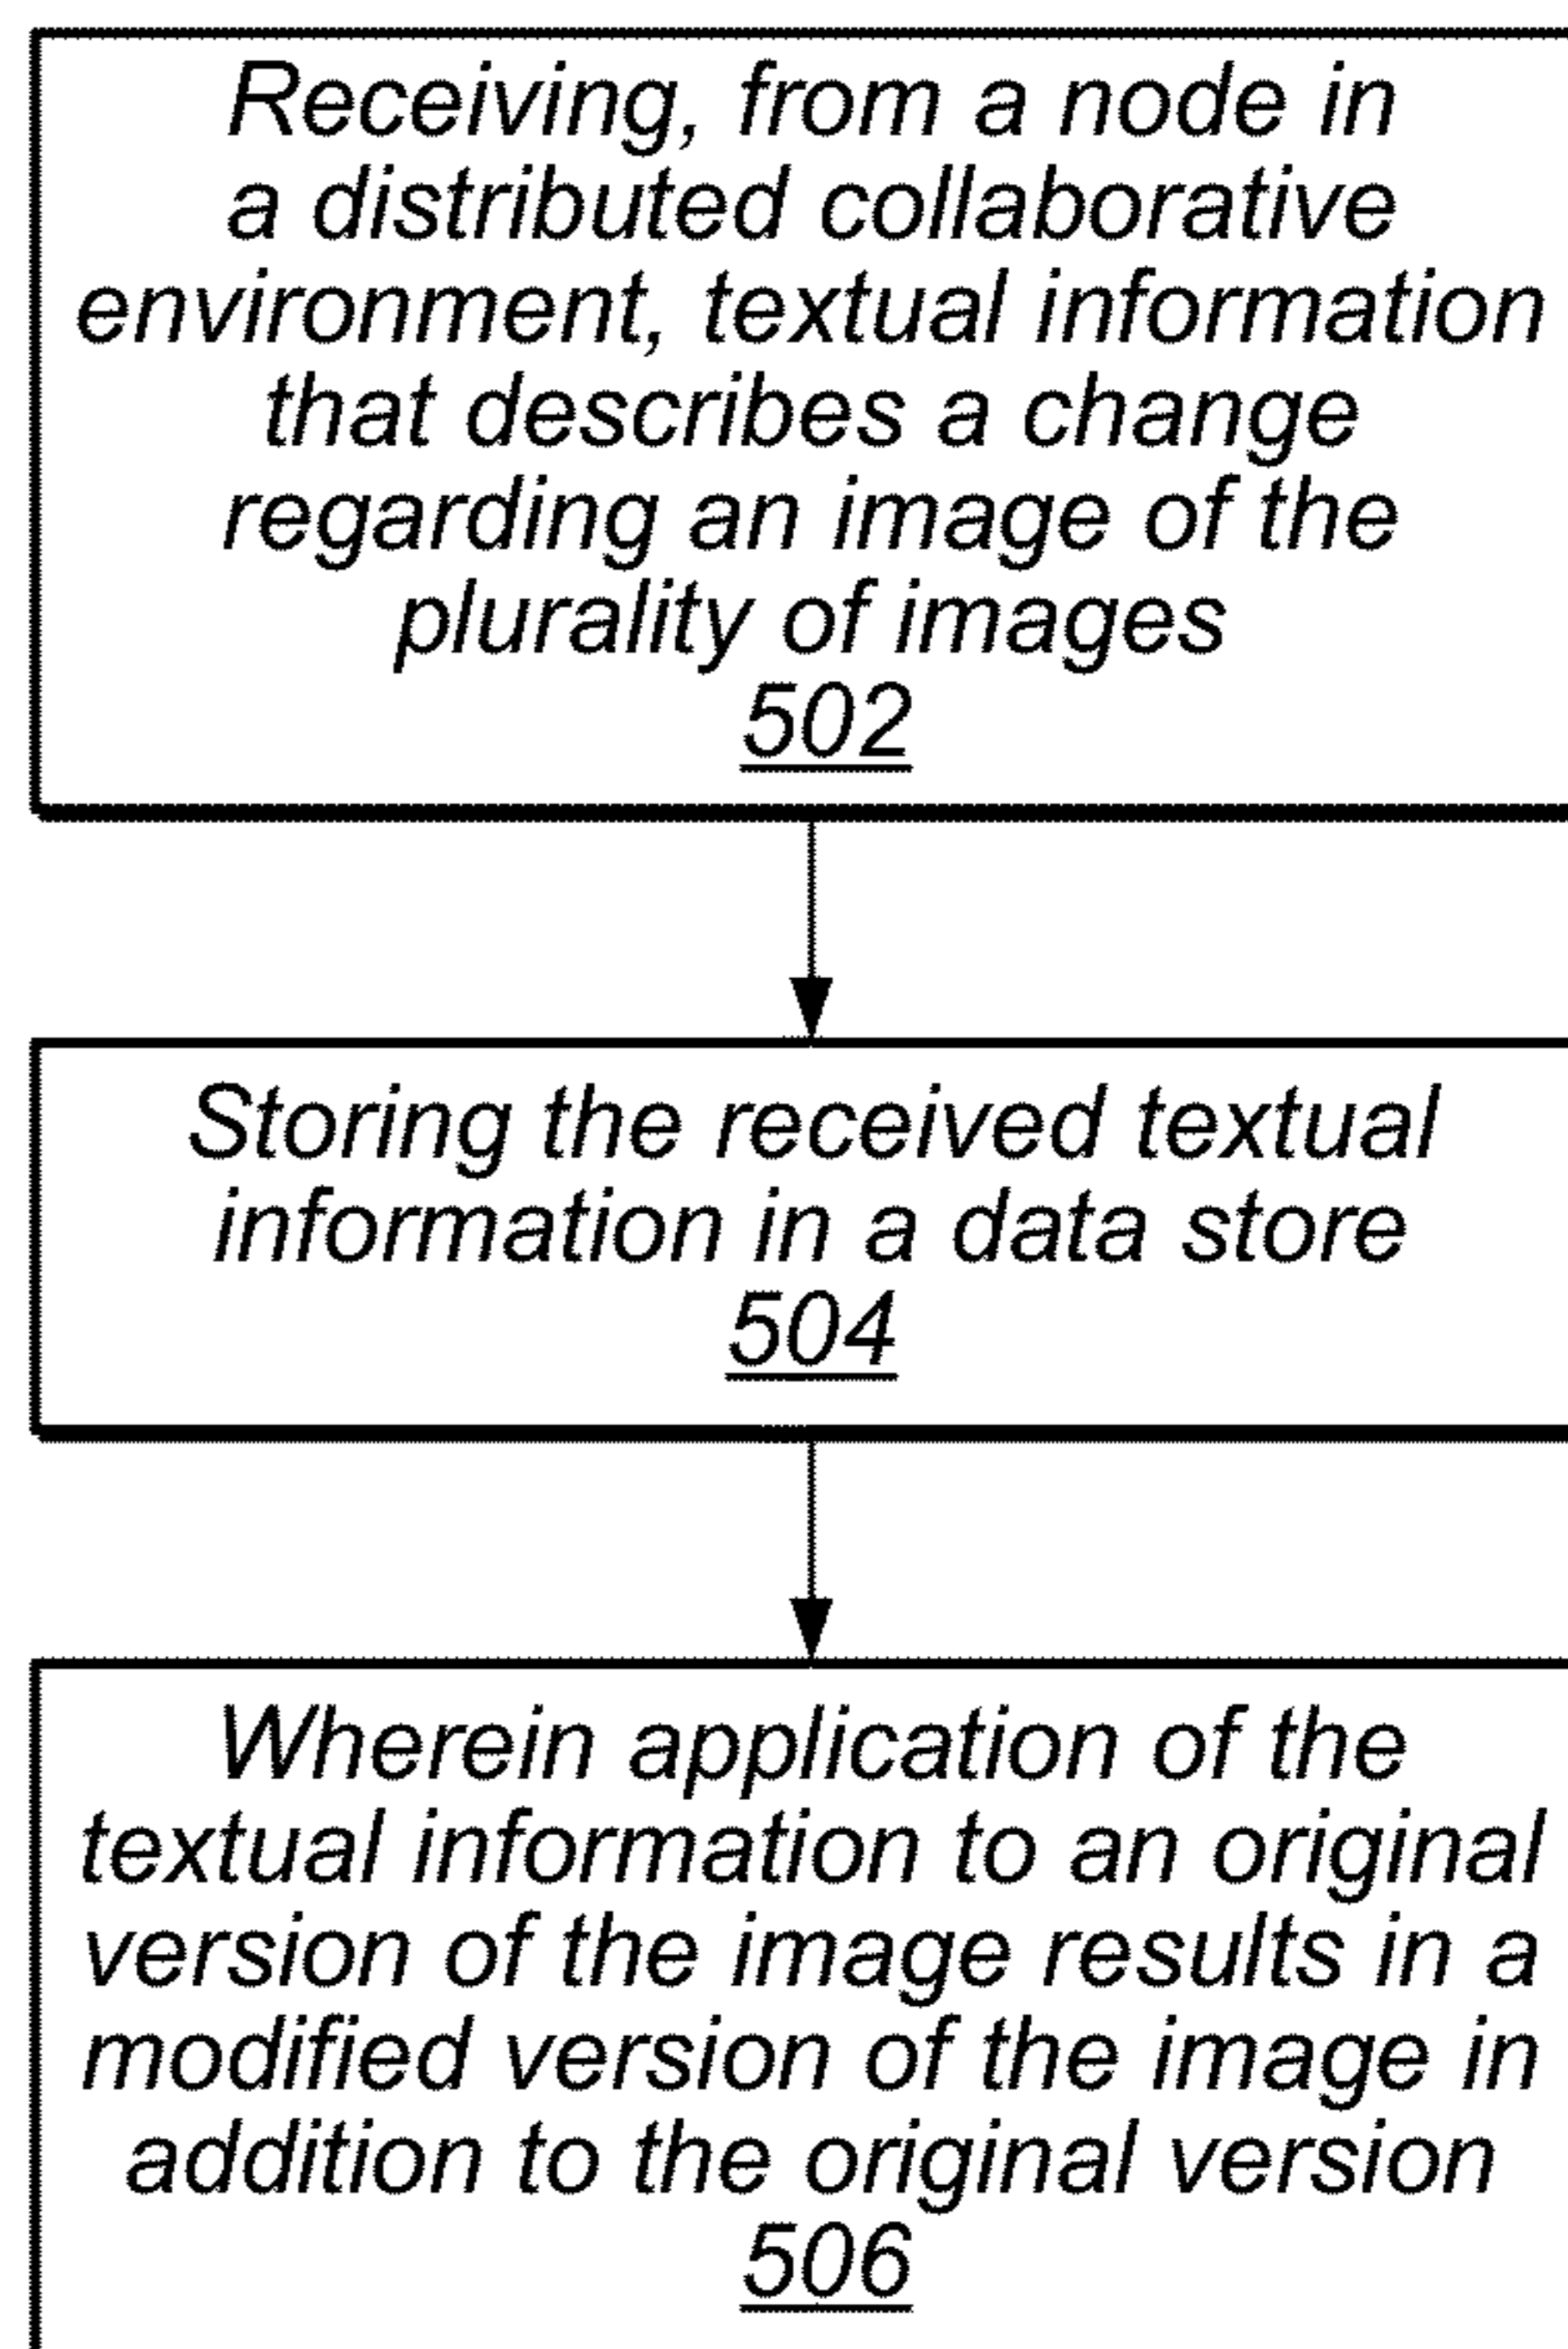 Receiving, from a node in
a distributed collaborative
environment, textual information
that describes a change
regarding an image of the
plurality of images
502
Storing the received textual
information in a data store
504
Wherein application of the
textual information to an original
version of the image results in a
modified version of the image in
addition to the original version
506